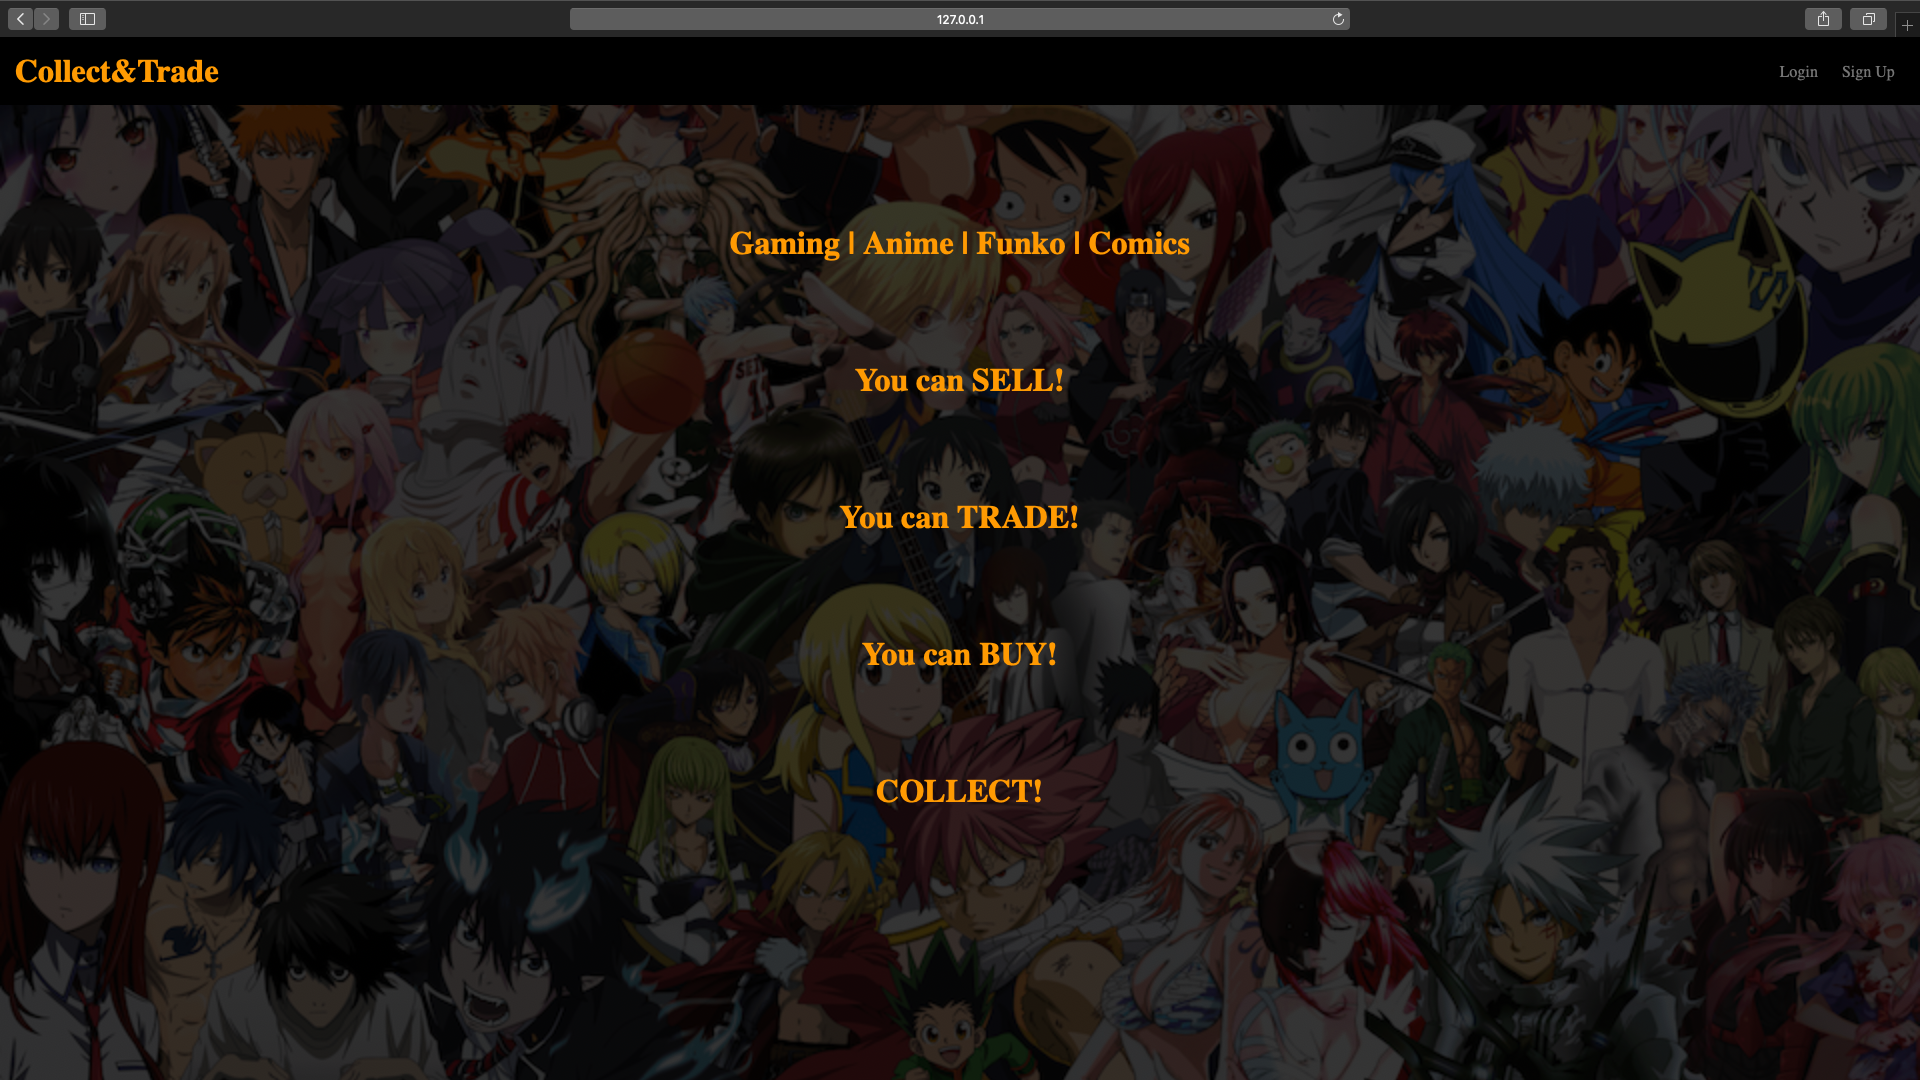 127.0.0.1
Collect&Trade
Login Sign Up
Gaming | Anime | Funko | Comics
You can SELL!
You can TRADE!
You can BUY!
COLLECT!